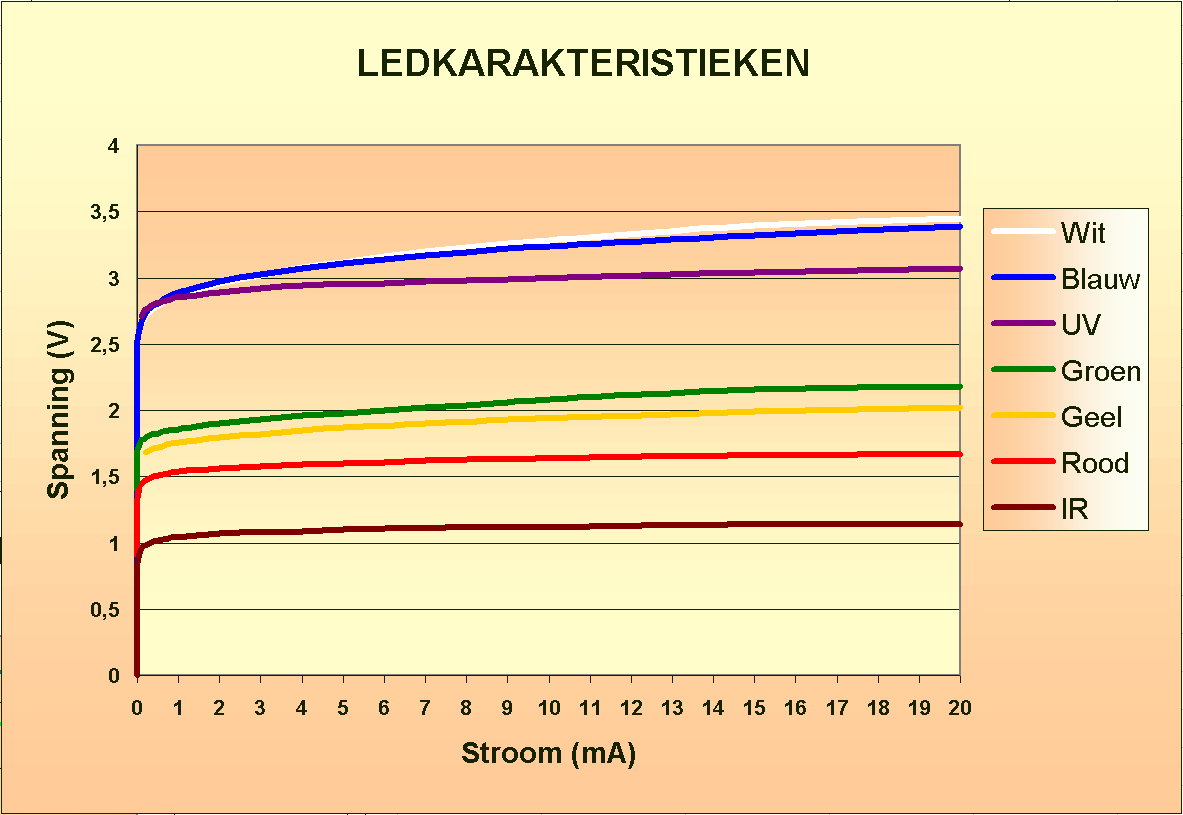 LEDKARAKTERISTIEKEN
4
3,5
3
2,5
2
1,5
1
0,5
0
Spanning (V)
0 1 2 3 4 5 6 7 8 9 10 11 12 13 14 15 16 17 18 19 20
Stroom (mA)
Wit
Blauw
UV
Groen
Geel
Rood
IR